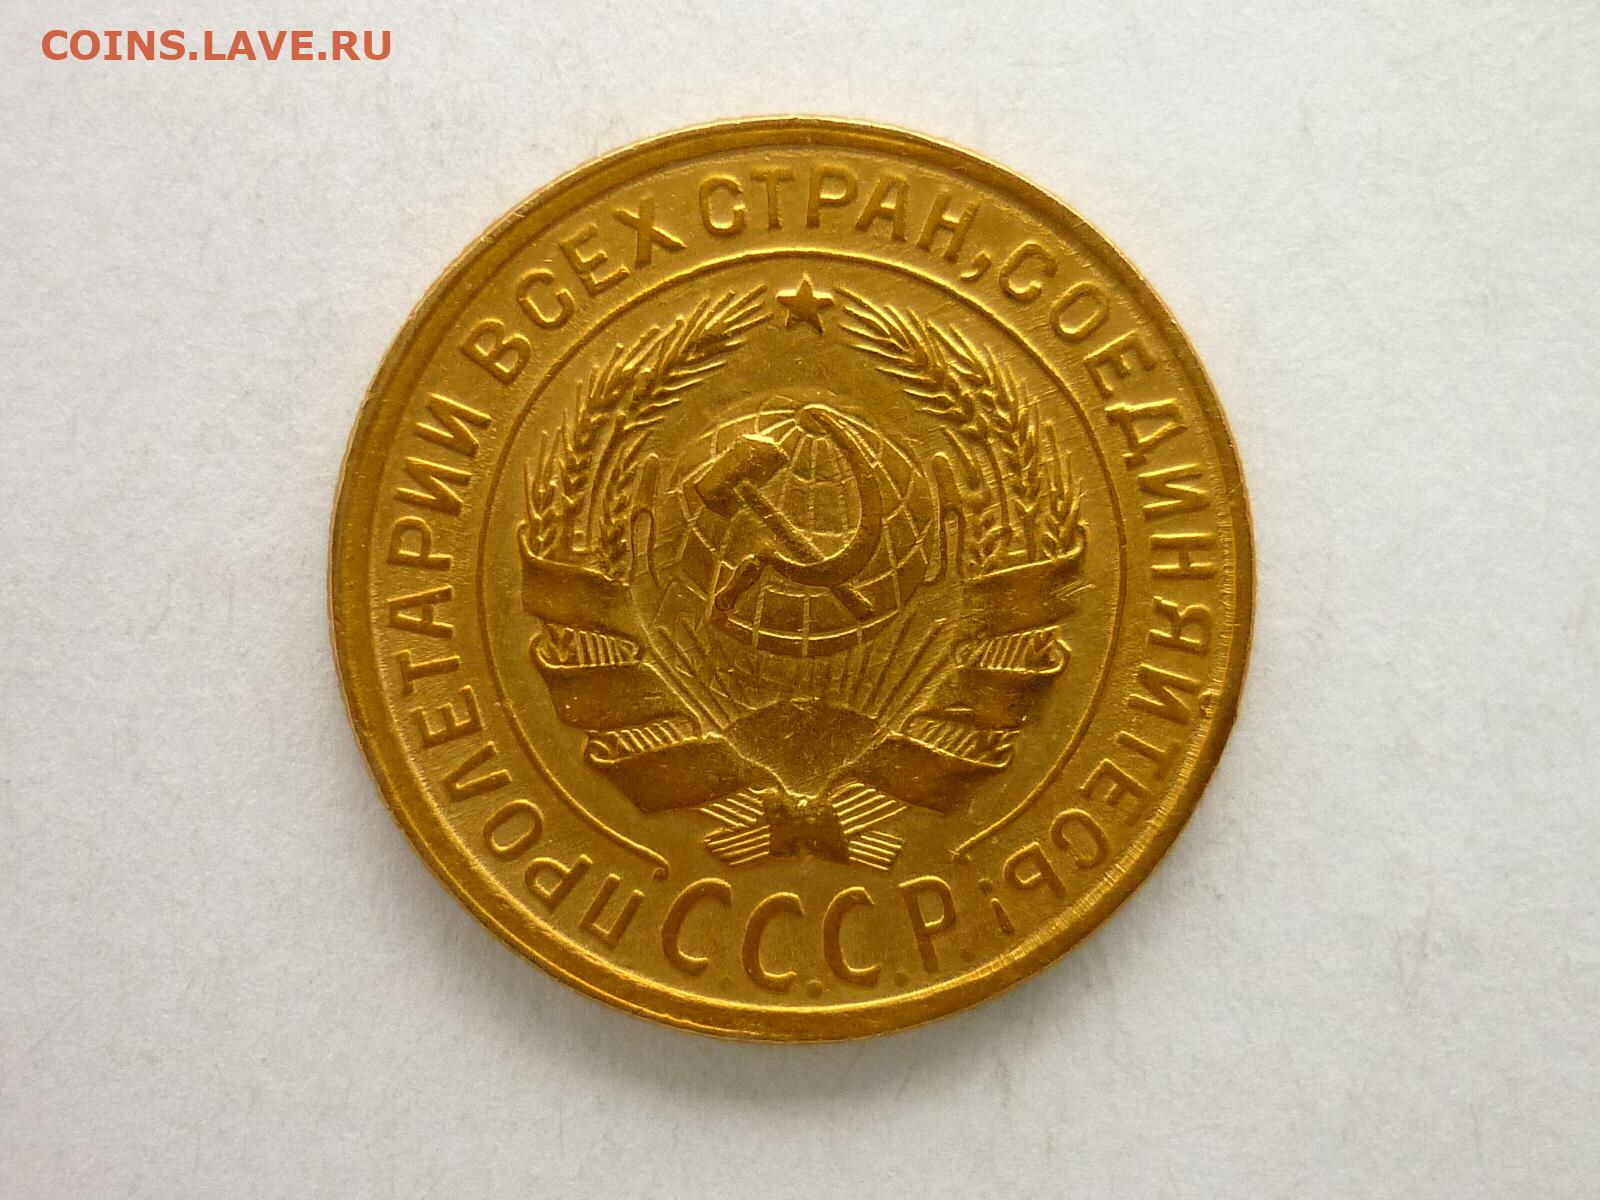 COINS.LAVE.RU
ПРОЛЕТАРИИ ВСЕХ СТРАН, СОЕДИНЯЙТЕСЬ!
С.С.С.Р.